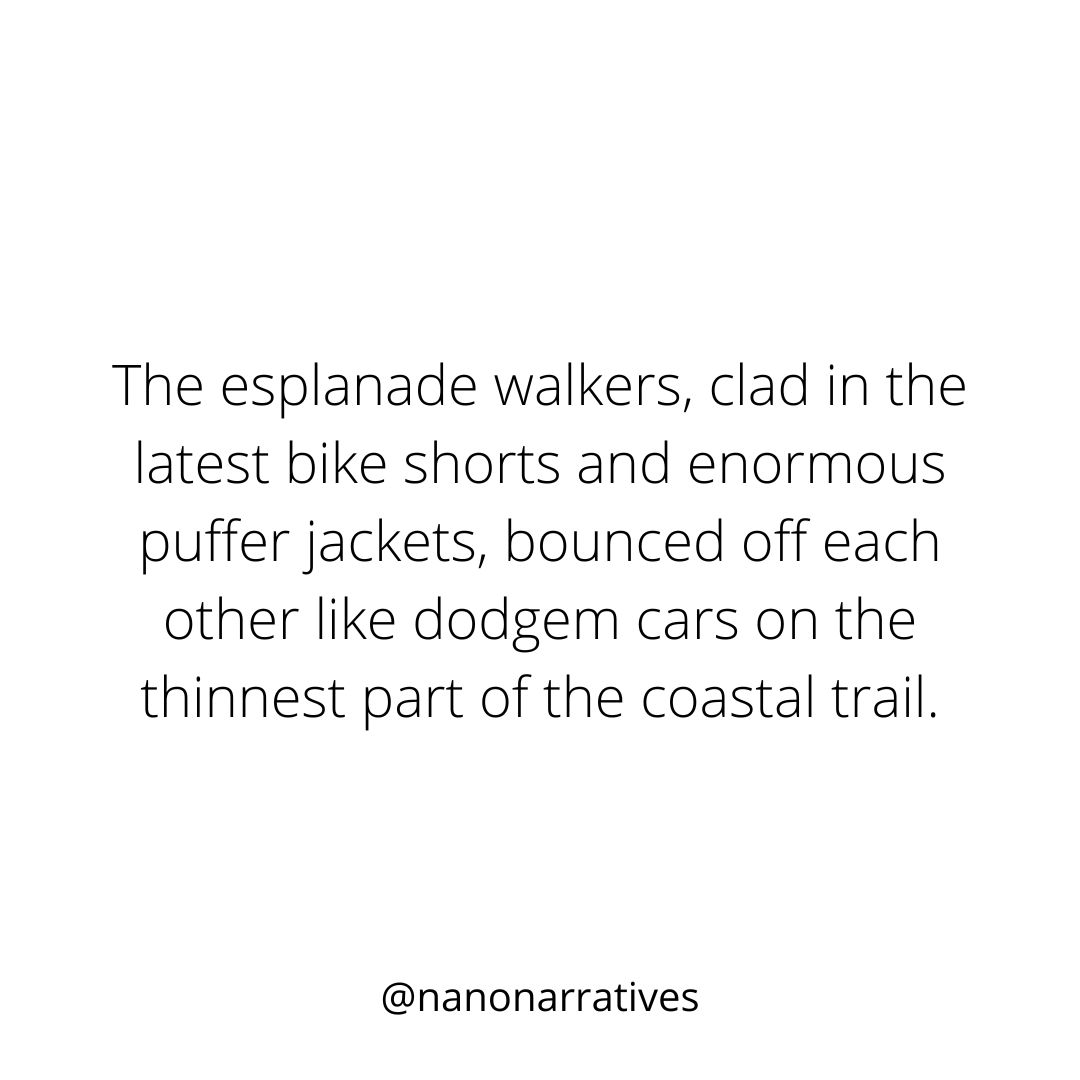 The esplanade walkers, clad in the
latest bike shorts and enormous
puffer jackets, bounced off each
other like dodgem cars on the
thinnest part of the coastal trail.
@nanonarratives